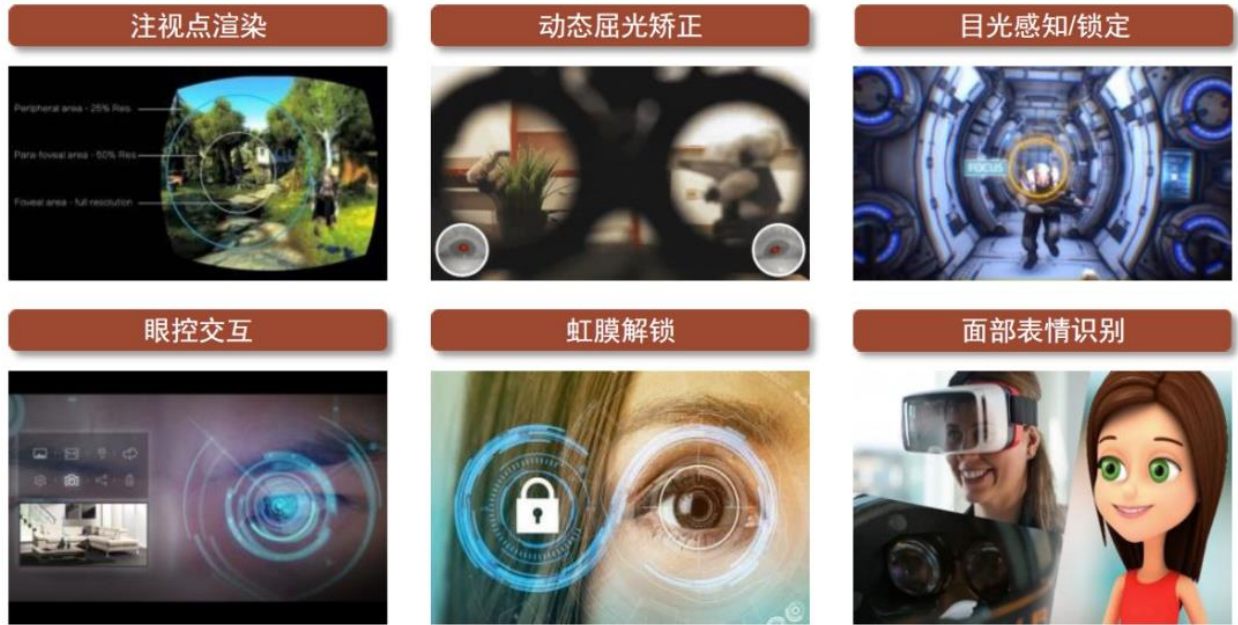 注视点渲染
动态屈光矫正
目光感知/锁定
Peripheral area - 25% Res
Para-foveal area - 50% Res
Foveal area - full resolution
FOCUS
眼控交互
虹膜解锁
面部表情识别